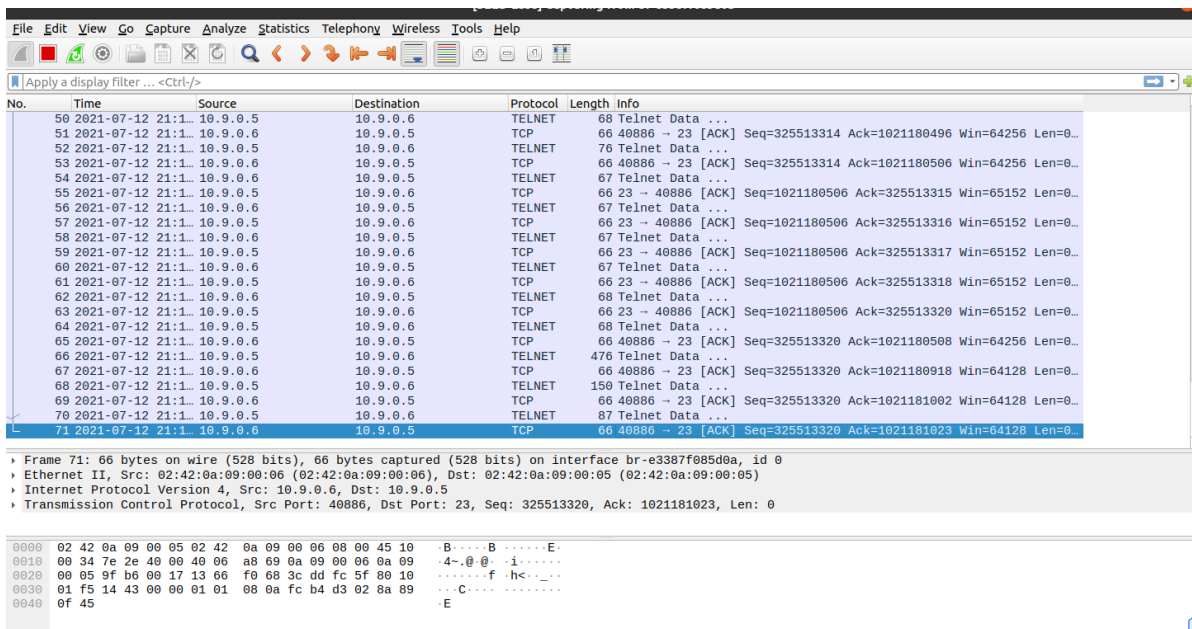 File Edit View Go Capture Analyze Statistics Telephony Wireless Tools Help
Apply a display filter … <Ctrl-/>
No. Time Source Destination Protocol Length Info
50 2021-07-12 21:1… 10.9.0.5 10.9.0.6 TELNET 68 Telnet Data ...
51 2021-07-12 21:1… 10.9.0.6 10.9.0.5 TCP 66 40886 → 23 [ACK] Seq=325513314 Ack=1021180496 Win=64256 Len=0…
52 2021-07-12 21:1… 10.9.0.5 10.9.0.6 TELNET 76 Telnet Data ...
53 2021-07-12 21:1… 10.9.0.6 10.9.0.5 TCP 66 40886 → 23 [ACK] Seq=325513314 Ack=1021180506 Win=64256 Len=0…
54 2021-07-12 21:1… 10.9.0.6 10.9.0.5 TELNET 67 Telnet Data ...
55 2021-07-12 21:1… 10.9.0.5 10.9.0.6 TCP 66 23 → 40886 [ACK] Seq=1021180506 Ack=325513315 Win=65152 Len=0…
56 2021-07-12 21:1… 10.9.0.6 10.9.0.5 TELNET 67 Telnet Data ...
57 2021-07-12 21:1… 10.9.0.5 10.9.0.6 TCP 66 23 → 40886 [ACK] Seq=1021180506 Ack=325513316 Win=65152 Len=0…
58 2021-07-12 21:1… 10.9.0.6 10.9.0.5 TELNET 67 Telnet Data ...
59 2021-07-12 21:1… 10.9.0.5 10.9.0.6 TCP 66 23 → 40886 [ACK] Seq=1021180506 Ack=325513317 Win=65152 Len=0…
60 2021-07-12 21:1… 10.9.0.6 10.9.0.5 TELNET 67 Telnet Data ...
61 2021-07-12 21:1… 10.9.0.5 10.9.0.6 TCP 66 23 → 40886 [ACK] Seq=1021180506 Ack=325513318 Win=65152 Len=0…
62 2021-07-12 21:1… 10.9.0.6 10.9.0.5 TELNET 68 Telnet Data ...
63 2021-07-12 21:1… 10.9.0.5 10.9.0.6 TCP 66 23 → 40886 [ACK] Seq=1021180506 Ack=325513320 Win=65152 Len=0…
64 2021-07-12 21:1… 10.9.0.5 10.9.0.6 TELNET 68 Telnet Data ...
65 2021-07-12 21:1… 10.9.0.6 10.9.0.5 TCP 66 40886 → 23 [ACK] Seq=325513320 Ack=1021180508 Win=64256 Len=0…
66 2021-07-12 21:1… 10.9.0.5 10.9.0.6 TELNET 476 Telnet Data ...
67 2021-07-12 21:1… 10.9.0.6 10.9.0.5 TCP 66 40886 → 23 [ACK] Seq=325513320 Ack=1021180918 Win=64128 Len=0…
68 2021-07-12 21:1… 10.9.0.5 10.9.0.6 TELNET 150 Telnet Data ...
69 2021-07-12 21:1… 10.9.0.6 10.9.0.5 TCP 66 40886 → 23 [ACK] Seq=325513320 Ack=1021181002 Win=64128 Len=0…
70 2021-07-12 21:1… 10.9.0.5 10.9.0.6 TELNET 87 Telnet Data ...
71 2021-07-12 21:1… 10.9.0.6 10.9.0.5 TCP 66 40886 → 23 [ACK] Seq=325513320 Ack=1021181023 Win=64128 Len=0…
Frame 71: 66 bytes on wire (528 bits), 66 bytes captured (528 bits) on interface br-e3387f085d0a, id 0
Ethernet II, Src: 02:42:0a:09:00:06 (02:42:0a:09:00:06), Dst: 02:42:0a:09:00:05 (02:42:0a:09:00:05)
Internet Protocol Version 4, Src: 10.9.0.6, Dst: 10.9.0.5
Transmission Control Protocol, Src Port: 40886, Dst Port: 23, Seq: 325513320, Ack: 1021181023, Len: 0
0000 02 42 0a 09 00 05 02 42 0a 09 00 06 08 00 45 10 ·B·····B ······E·
0010 00 34 7e 2e 40 00 40 06 a8 69 0a 09 00 06 0a 09 ·4~.@·@· ·i······
0020 00 05 9f b6 00 17 13 66 f0 68 3c dd fc 5f 80 10 ·······f ·h<··_··
0030 01 f5 14 43 00 00 01 01 08 0a fc b4 d3 02 8a 89 ···C···· ········
0040 0f 45 ·E